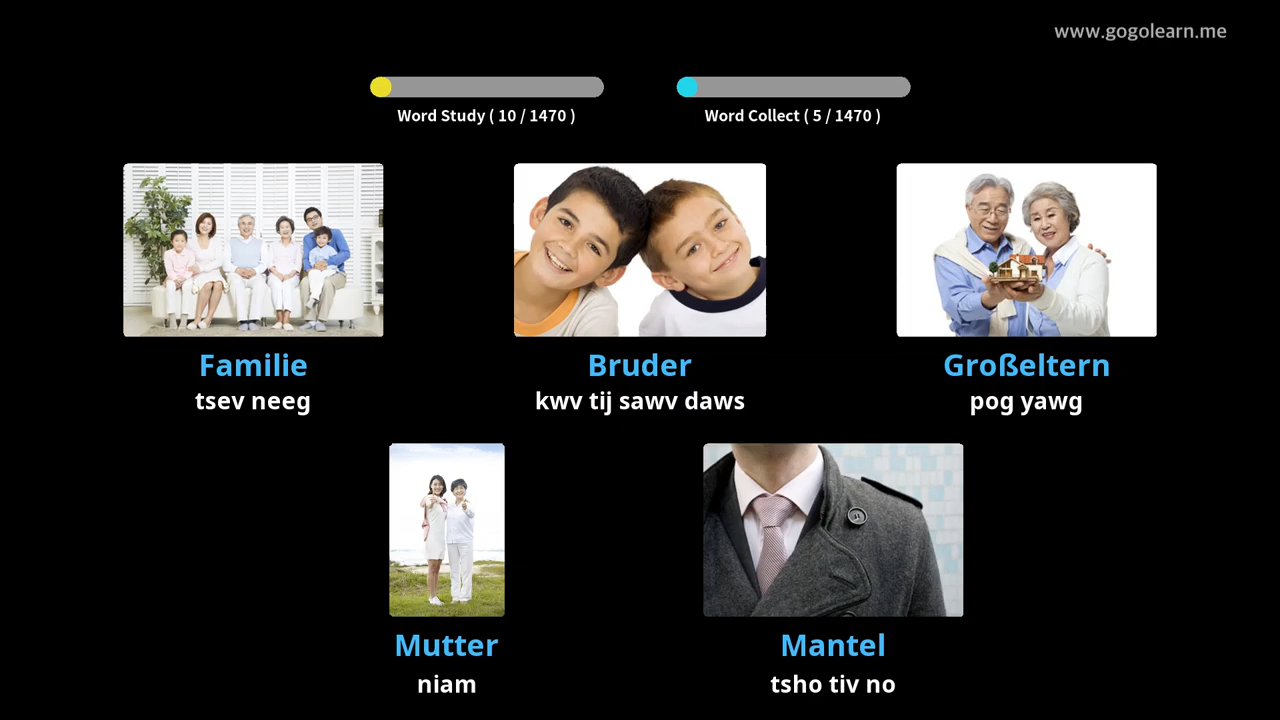 www.gogolearn.me
Word Study ( 10 / 1470 )
Word Collect ( 5 / 1470 )
Familie
tsev neeg
Bruder
kwv tij sawv daws
Großeltern
pog yawg
Mutter
niam
Mantel
tsho tiv no